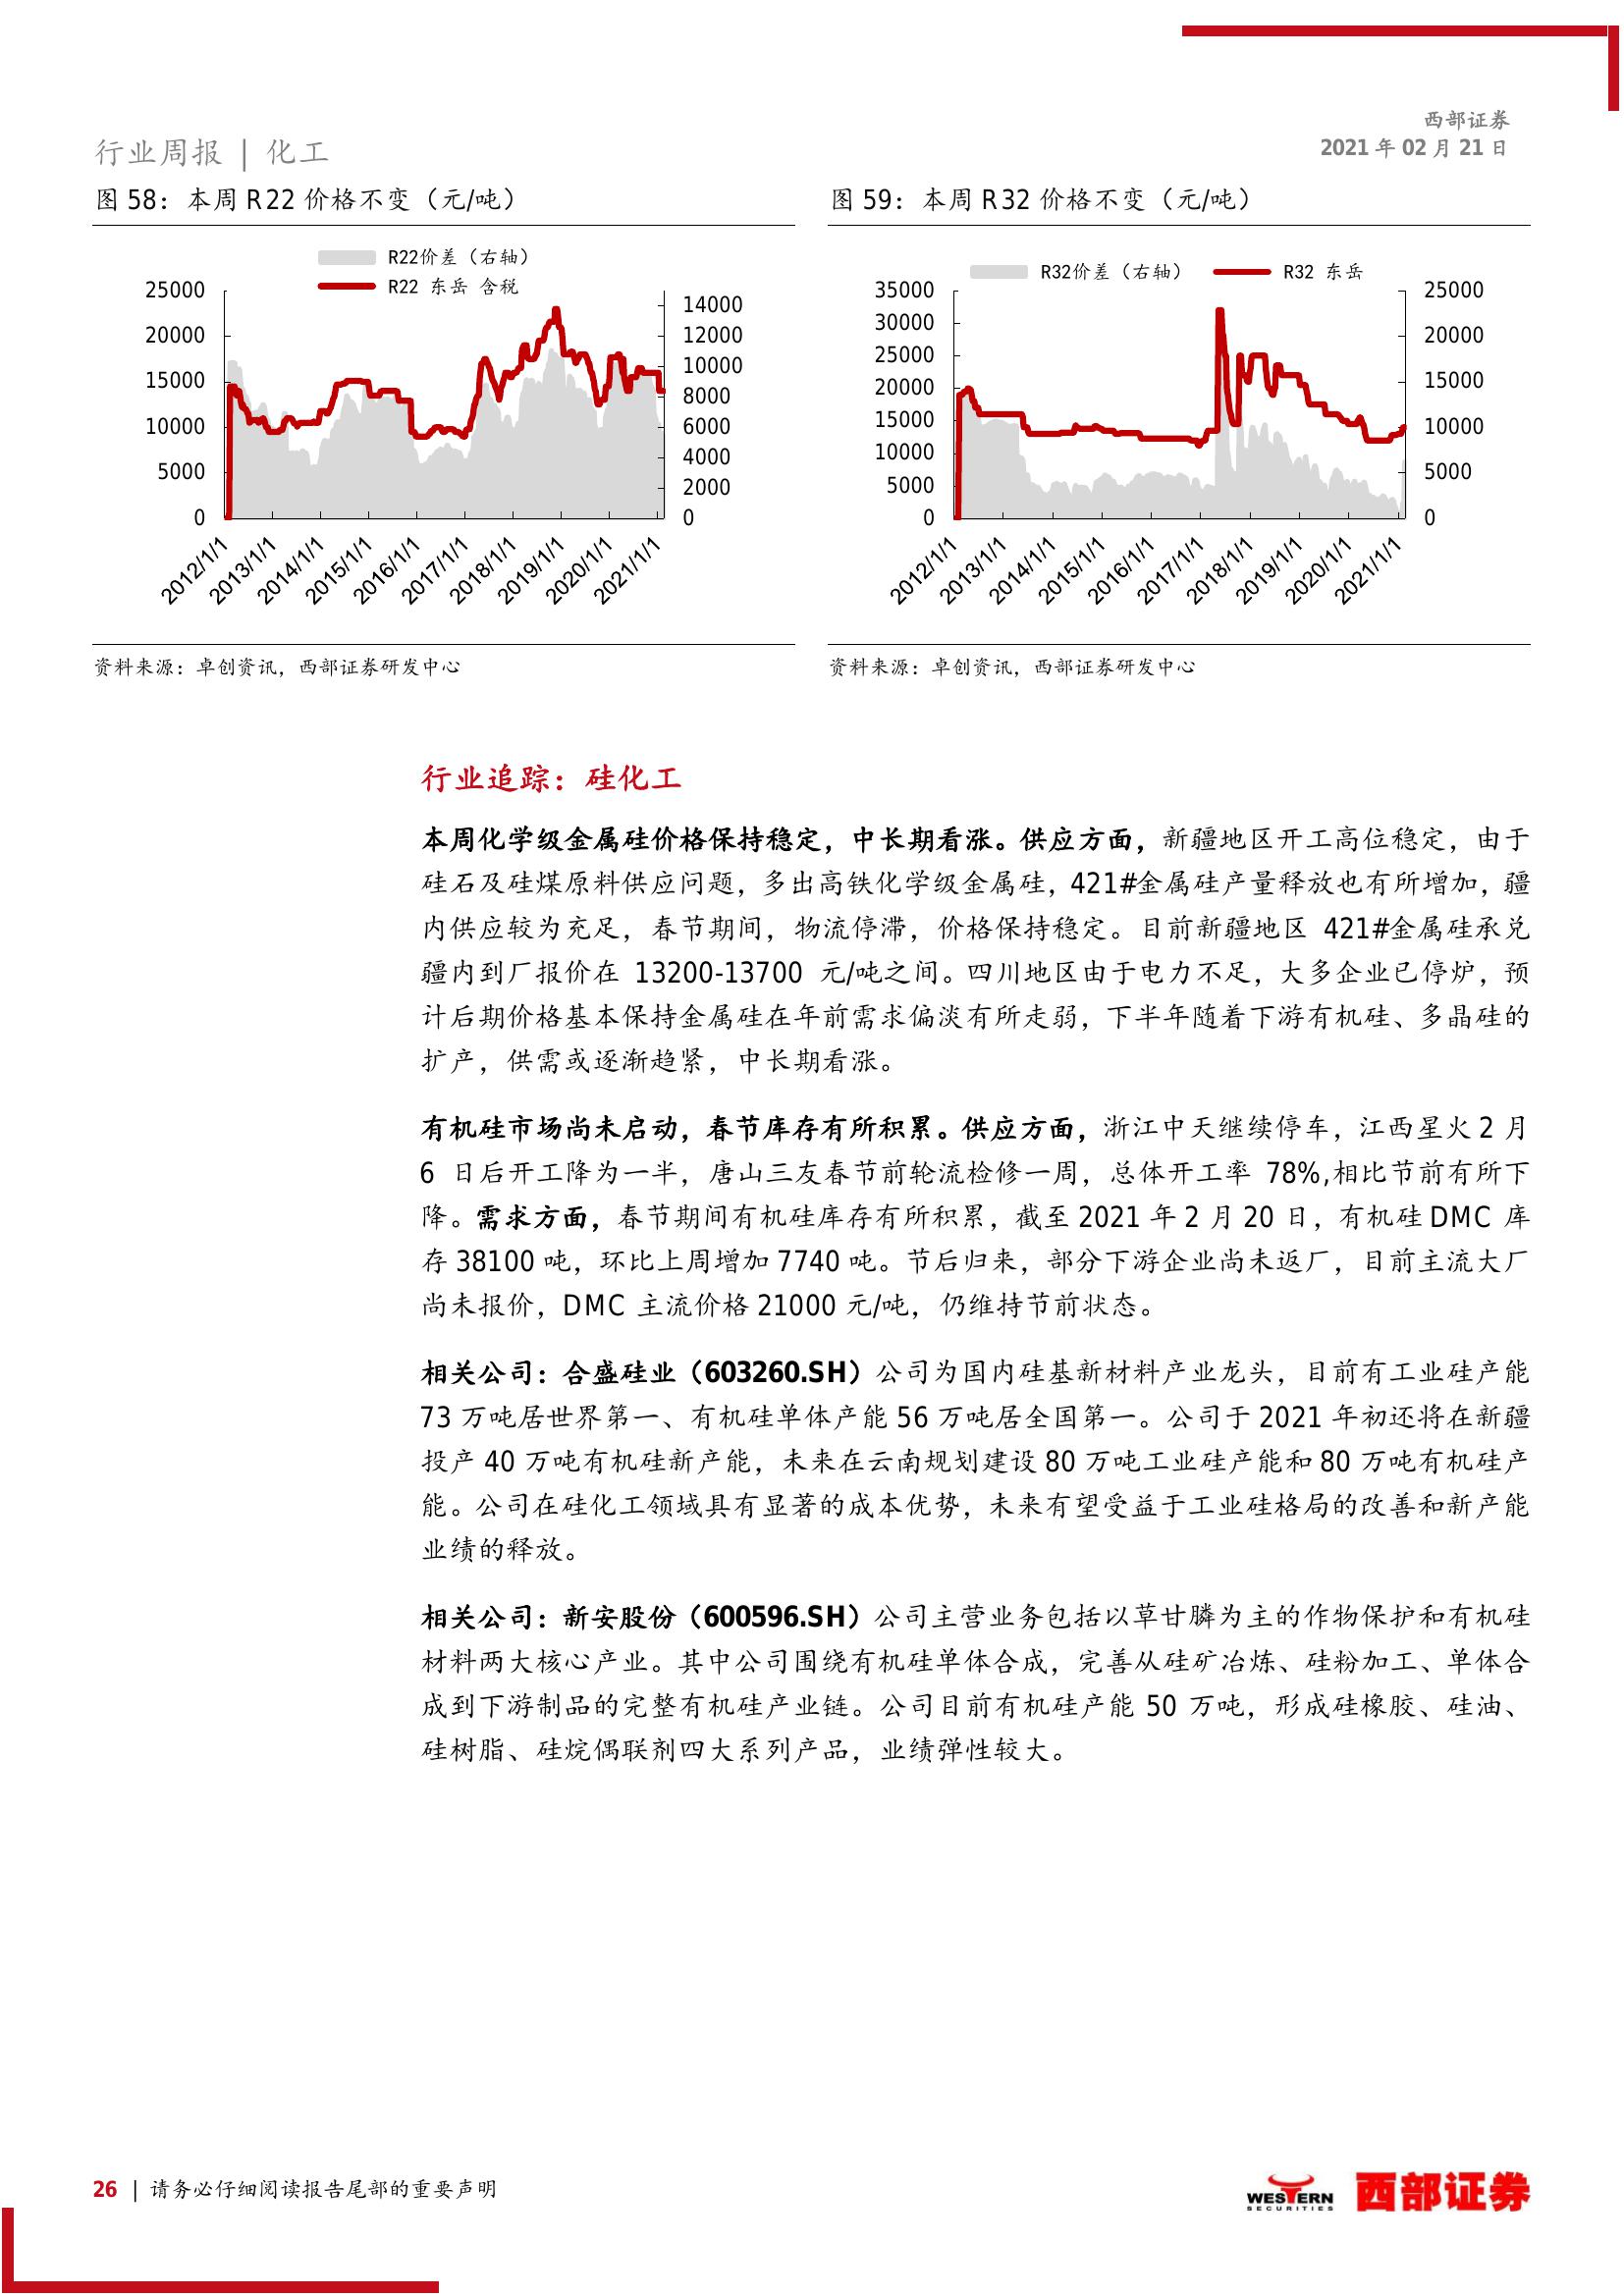 西部证券
行业周报 | 化工
2021 年 02 月 21 日
图 58：本周 R22 价格不变（元/吨）
R22价差（右轴）
R22 东岳 含税
25000
20000
15000
10000
5000
0
14000
12000
10000
8000
6000
4000
2000
0
2012/1/1
2013/1/1
2014/1/1
2015/1/1
2016/1/1
2017/1/1
2018/1/1
2019/1/1
2020/1/1
2021/1/1
资料来源：卓创资讯，西部证券研发中心
图 59：本周 R32 价格不变（元/吨）
R32价差（右轴）
R32 东岳
35000
30000
25000
20000
15000
10000
5000
0
25000
20000
15000
10000
5000
0
2012/1/1
2013/1/1
2014/1/1
2015/1/1
2016/1/1
2017/1/1
2018/1/1
2019/1/1
2020/1/1
2021/1/1
资料来源：卓创资讯，西部证券研发中心
行业追踪：硅化工
本周化学级金属硅价格保持稳定，中长期看涨。供应方面，新疆地区开工高位稳定，由于
硅石及硅煤原料供应问题，多出高铁化学级金属硅，421#金属硅产量释放也有所增加，疆
内供应较为充足，春节期间，物流停滞，价格保持稳定。目前新疆地区 421#金属硅承兑
疆内到厂报价在 13200-13700 元/吨之间。四川地区由于电力不足，大多企业已停炉，预
计后期价格基本保持金属硅在年前需求偏淡有所走弱，下半年随着下游有机硅、多晶硅的
扩产，供需或逐渐趋紧，中长期看涨。
有机硅市场尚未启动，春节库存有所积累。供应方面，浙江中天继续停车，江西星火 2 月
6 日后开工降为一半，唐山三友春节前轮流检修一周，总体开工率 78%,相比节前有所下
降。需求方面，春节期间有机硅库存有所积累，截至 2021 年 2 月 20 日，有机硅 DMC 库
存 38100 吨，环比上周增加 7740 吨。节后归来，部分下游企业尚未返厂，目前主流大厂
尚未报价，DMC 主流价格 21000 元/吨，仍维持节前状态。
相关公司：合盛硅业（603260.SH）公司为国内硅基新材料产业龙头，目前有工业硅产能
73 万吨居世界第一、有机硅单体产能 56 万吨居全国第一。公司于 2021 年初还将在新疆
投产 40 万吨有机硅新产能，未来在云南规划建设 80 万吨工业硅产能和 80 万吨有机硅产
能。公司在硅化工领域具有显著的成本优势，未来有望受益于工业硅格局的改善和新产能
业绩的释放。
相关公司：新安股份（600596.SH）公司主营业务包括以草甘膦为主的作物保护和有机硅
材料两大核心产业。其中公司围绕有机硅单体合成，完善从硅矿冶炼、硅粉加工、单体合
成到下游制品的完整有机硅产业链。公司目前有机硅产能 50 万吨，形成硅橡胶、硅油、
硅树脂、硅烷偶联剂四大系列产品，业绩弹性较大。
26 | 请务必仔细阅读报告尾部的重要声明
WESTERN
SECURITIES
西部证券